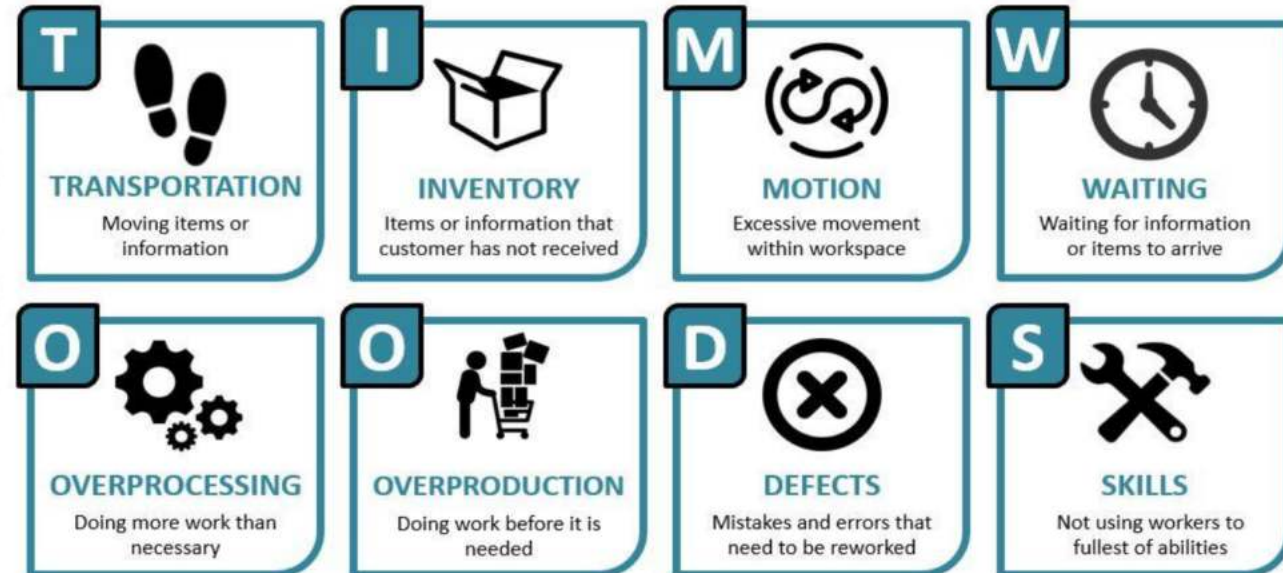 T
TRANSPORTATION
Moving items or
information
I
INVENTORY
Items or information that
customer has not received
M
MOTION
Excessive movement
within workspace
W
WAITING
Waiting for information
or items to arrive
O
OVERPROCESSING
Doing more work than
necessary
O
OVERPRODUCTION
Doing work before it is
needed
D
DEFECTS
Mistakes and errors that
need to be reworked
S
SKILLS
Not using workers to
fullest of abilities